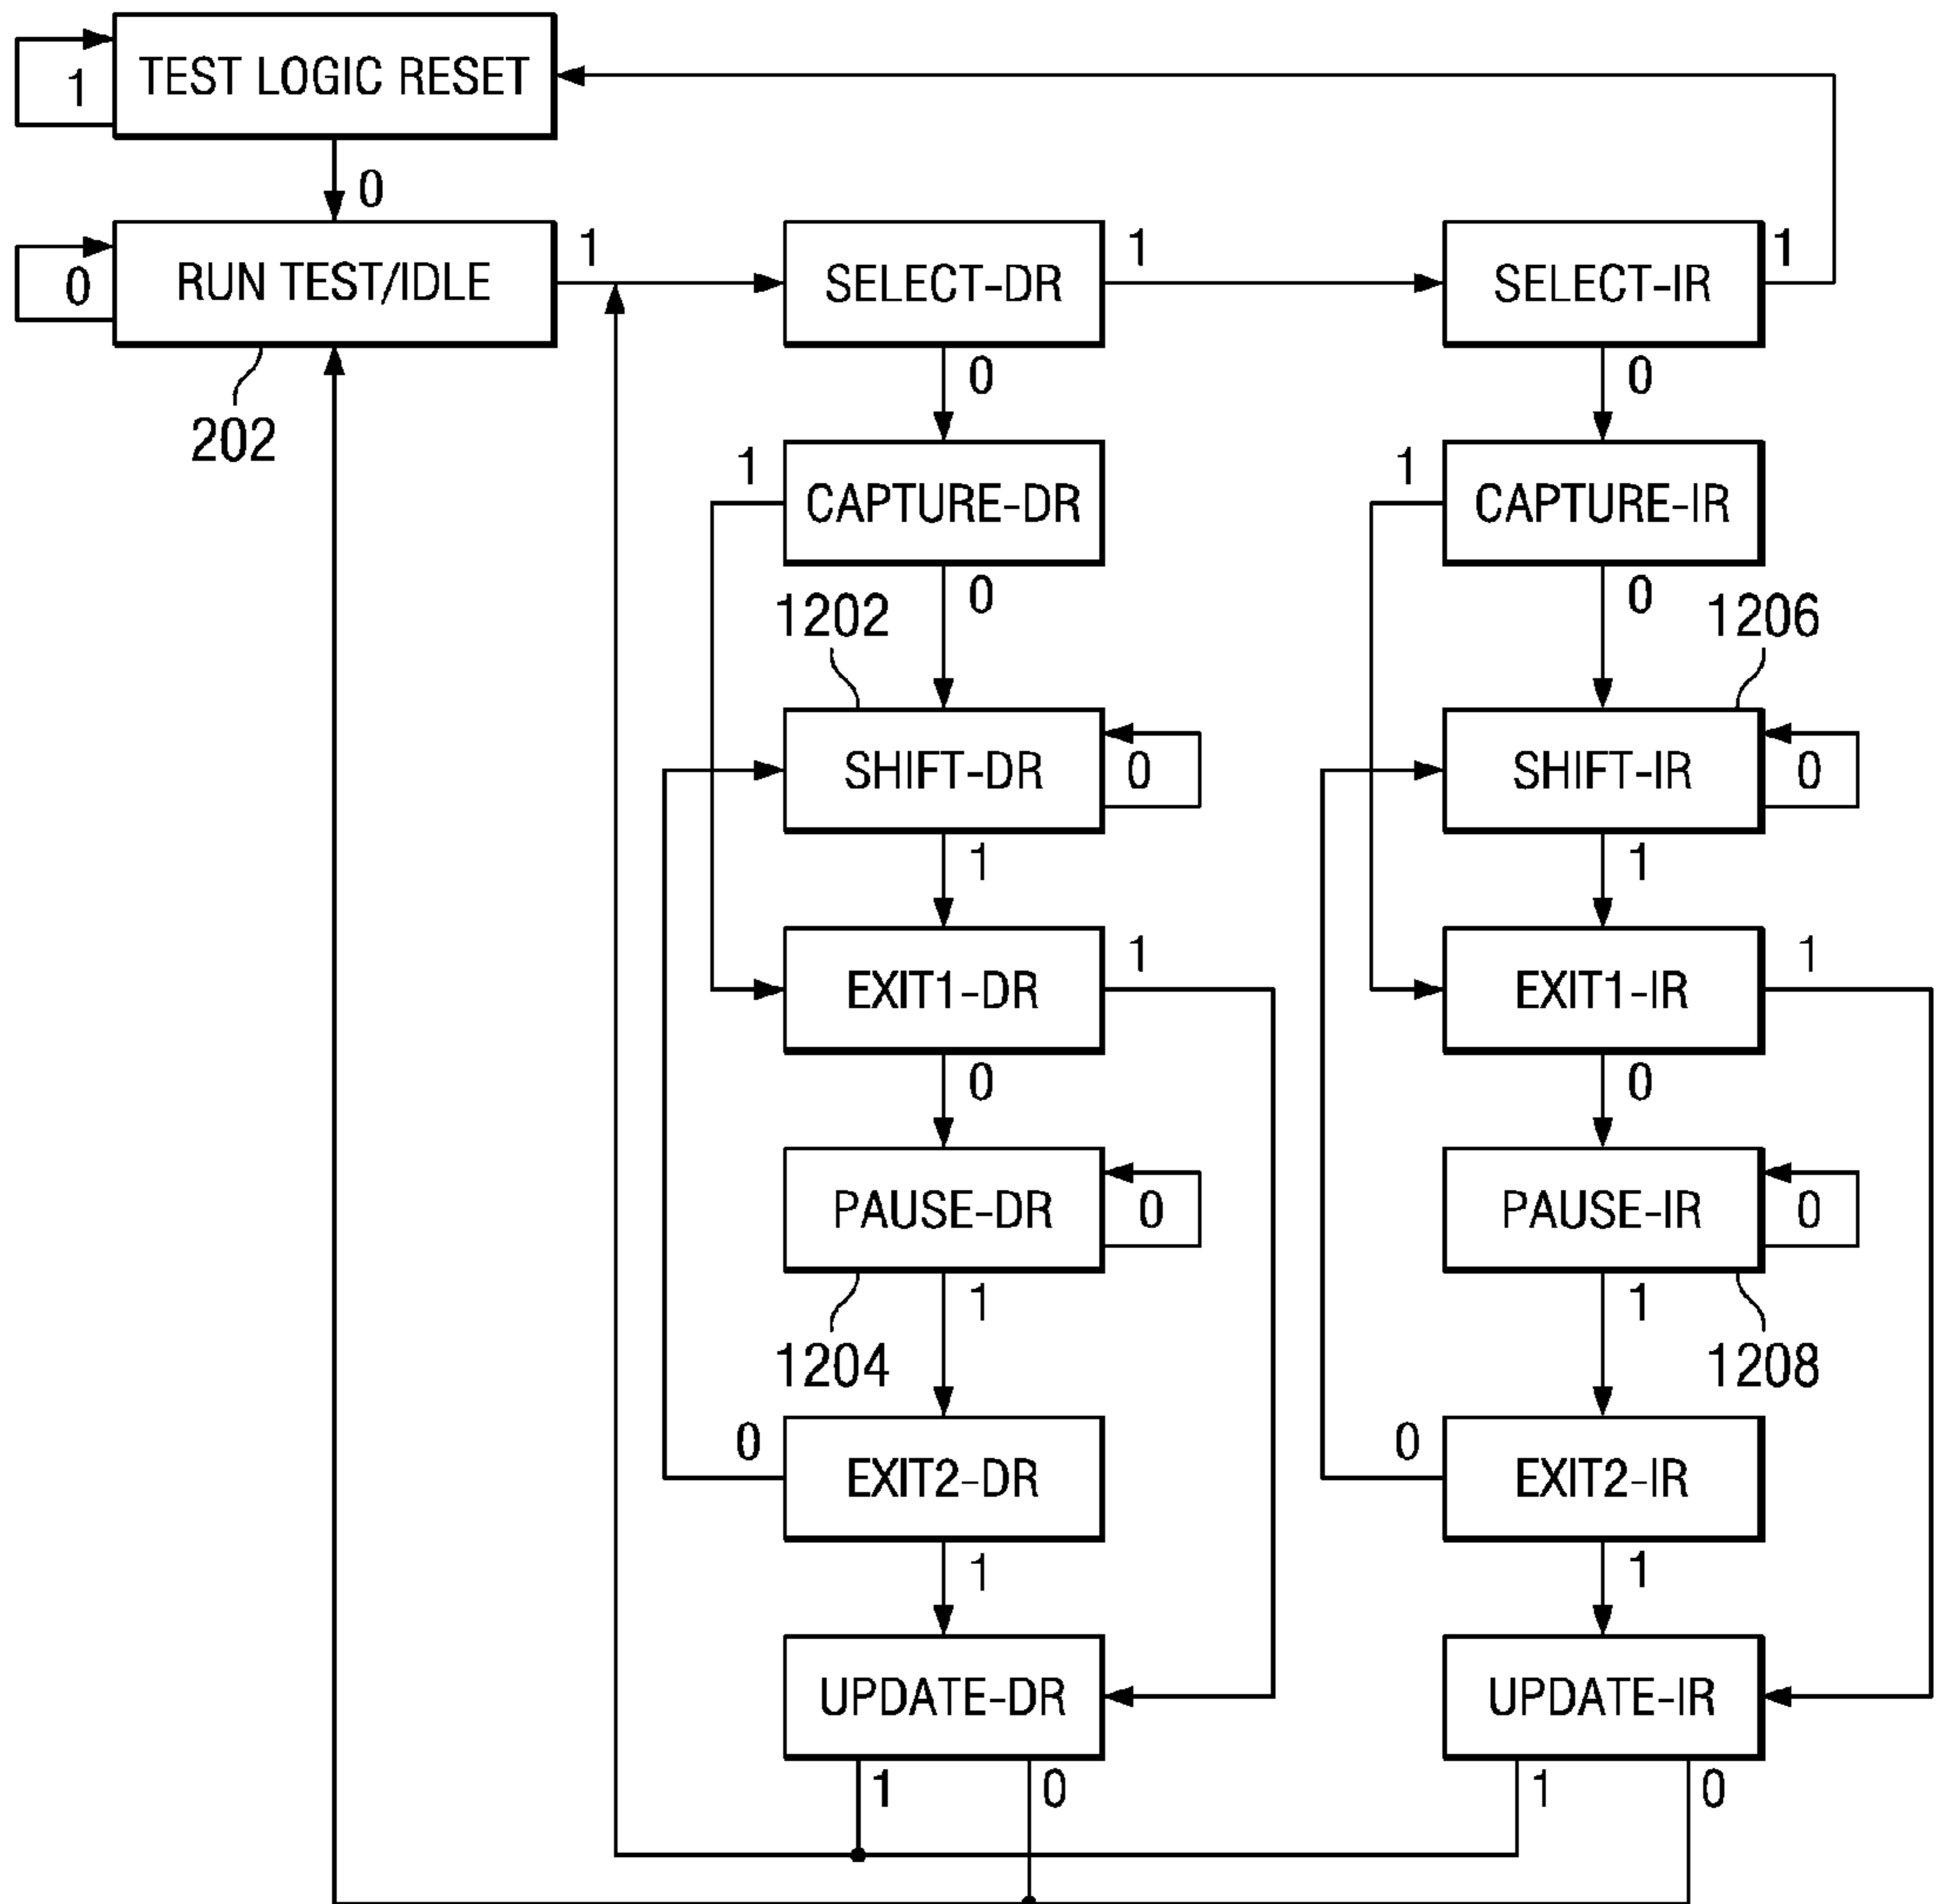 TEST LOGIC RESET
1
0
RUN TEST/IDLE
0
1
SELECT-DR
1
SELECT-IR
1
202
0
0
1
CAPTURE-DR
1
CAPTURE-IR
0
0
1202
1206
SHIFT-DR
0
SHIFT-IR
0
1
1
EXIT1-DR
1
EXIT1-IR
1
0
0
PAUSE-DR
0
PAUSE-IR
0
1
1
1204
1208
0
EXIT2-DR
0
EXIT2-IR
1
1
UPDATE-DR
UPDATE-IR
1
0
1
0